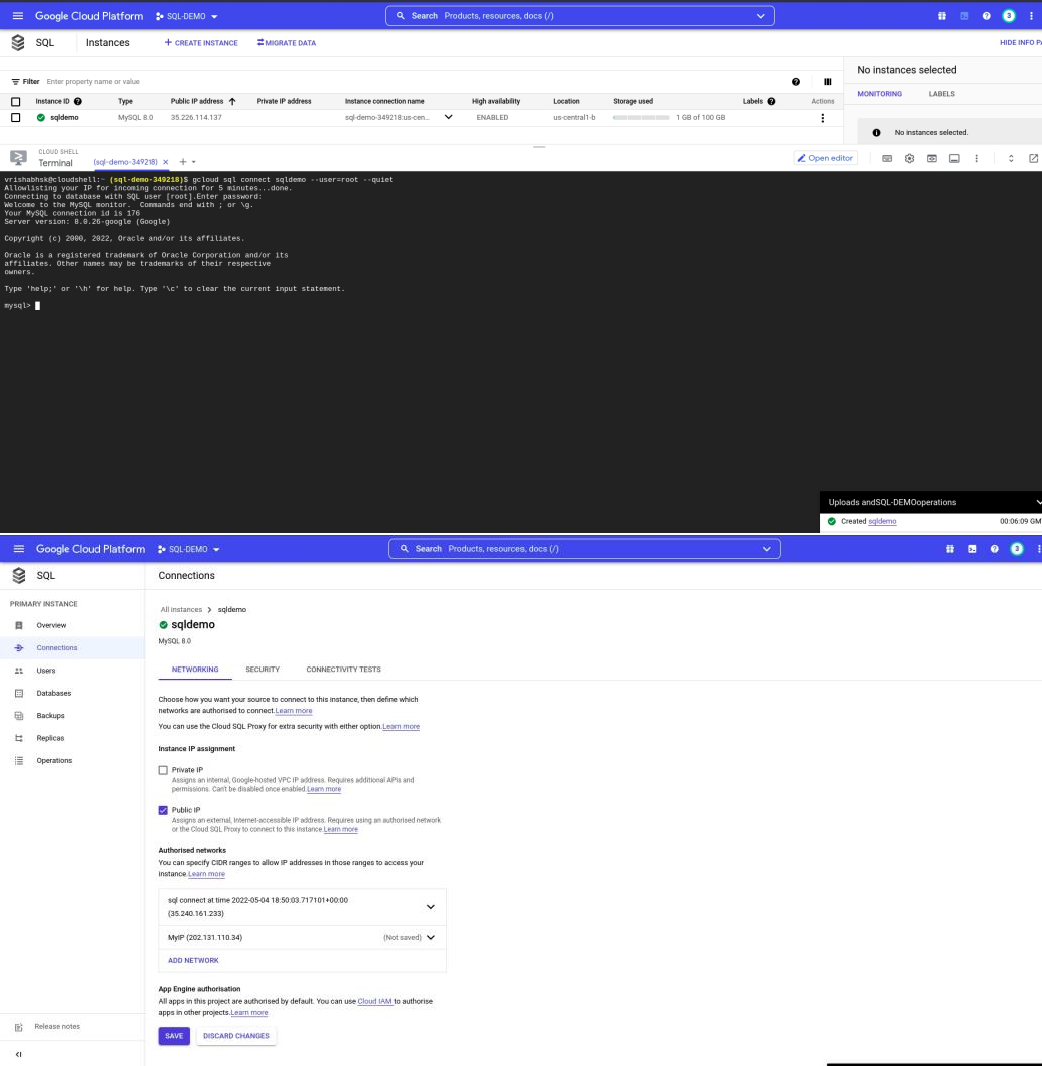 Google Cloud Platform SQL-DEMO Search Products, resources, docs (/) 3
SQL Instances + CREATE INSTANCE MIGRATE DATA HIDE INFO PA
No instances selected
Filter Enter property name or value
MONITORING LABELS
Instance ID Type Public IP address Private IP address Instance connection name High availability Location Storage used Labels Actions
sqldemo MySQL 8.0 35.226.114.137 sql-demo-349218:us-cen... ENABLED us-central1-b 1 GB of 100 GB
No instances selected.
CLOUD SHELL
Terminal (sql-demo-349218) × + Open editor
vrishabhsk@cloudshell:~ (sql-demo-349218)$ gcloud sql connect sqldemo --user=root --quiet
Allowlisting your IP for incoming connection for 5 minutes...done.
Connecting to database with SQL user [root].Enter password:
Welcome to the MySQL monitor. Commands end with ; or \g.
Your MySQL connection id is 176
Server version: 8.0.26-google (Google)
Copyright (c) 2000, 2022, Oracle and/or its affiliates.
Oracle is a registered trademark of Oracle Corporation and/or its
affiliates. Other names may be trademarks of their respective
owners.
Type 'help;' or '\h' for help. Type '\c' to clear the current input statement.
mysql>
Uploads andSQL-DEMOoperations
Created sqldemo 00:06:09 GM
Google Cloud Platform SQL-DEMO Search Products, resources, docs (/) 3
SQL Connections
PRIMARY INSTANCE
Overview
Connections
Users
Databases
Backups
Replicas
Operations
Release notes
All instances > sqldemo
sqldemo
MySQL 8.0
NETWORKING SECURITY CONNECTIVITY TESTS
Choose how you want your source to connect to this instance, then define which
networks are authorised to connect.Learn more
You can use the Cloud SQL Proxy for extra security with either option.Learn more
Instance IP assignment
Private IP
Assigns an internal, Google-hosted VPC IP address. Requires additional APIs and
permissions. Can't be disabled once enabled.Learn more
Public IP
Assigns an external, Internet-accessible IP address. Requires using an authorised network
or the Cloud SQL Proxy to connect to this instance.Learn more
Authorised networks
You can specify CIDR ranges to allow IP addresses in those ranges to access your
instance.Learn more
sql connect at time 2022-05-04 18:50:03.717101+00:00
(35.240.161.233)
MyIP (202.131.110.34) (Not saved)
ADD NETWORK
App Engine authorisation
All apps in this project are authorised by default. You can use Cloud IAM to authorise
apps in other projects.Learn more
SAVE DISCARD CHANGES